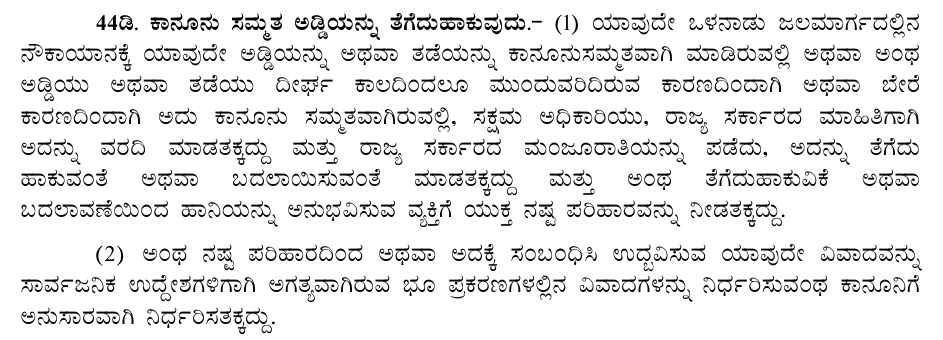 44ಡಿ. ಕಾನೂನು ಸಮ್ಮತ ಅಡ್ಡಿಯನ್ನು ತೆಗೆದುಹಾಕುವುದು.- (1) ಯಾವುದೇ ಒಳನಾಡು ಜಲಮಾರ್ಗದಲ್ಲಿನ
ನೌಕಾಯಾನಕ್ಕೆ ಯಾವುದೇ ಅಡ್ಡಿಯನ್ನು ಅಥವಾ ತಡೆಯನ್ನು ಕಾನೂನುಸಮ್ಮತವಾಗಿ ಮಾಡಿರುವಲ್ಲಿ ಅಥವಾ ಅಂಥ
ಅಡ್ಡಿಯು ಅಥವಾ ತಡೆಯು ದೀರ್ಘ ಕಾಲದಿಂದಲೂ ಮುಂದುವರಿದಿರುವ ಕಾರಣದಿಂದಾಗಿ ಅಥವಾ ಬೇರೆ
ಕಾರಣದಿಂದಾಗಿ ಅದು ಕಾನೂನು ಸಮ್ಮತವಾಗಿರುವಲ್ಲಿ, ಸಕ್ಷಮ ಅಧಿಕಾರಿಯು, ರಾಜ್ಯ ಸರ್ಕಾರದ ಮಾಹಿತಿಗಾಗಿ
ಅದನ್ನು ವರದಿ ಮಾಡತಕ್ಕದ್ದು ಮತ್ತು ರಾಜ್ಯ ಸರ್ಕಾರದ ಮಂಜೂರಾತಿಯನ್ನು ಪಡೆದು, ಅದನ್ನು ತೆಗೆದು
ಹಾಕುವಂತೆ ಅಥವಾ ಬದಲಾಯಿಸುವಂತೆ ಮಾಡತಕ್ಕದ್ದು ಮತ್ತು ಅಂಥ ತೆಗೆದುಹಾಕುವಿಕೆ ಅಥವಾ
ಬದಲಾವಣೆಯಿಂದ ಹಾನಿಯನ್ನು ಅನುಭವಿಸುವ ವ್ಯಕ್ತಿಗೆ ಯುಕ್ತ ನಷ್ಟ ಪರಿಹಾರವನ್ನು ನೀಡತಕ್ಕದ್ದು.
(2) ಅಂಥ ನಷ್ಟ ಪರಿಹಾರದಿಂದ ಅಥವಾ ಅದಕ್ಕೆ ಸಂಬಂಧಿಸಿ ಉದ್ಭವಿಸುವ ಯಾವುದೇ ವಿವಾದವನ್ನು
ಸಾರ್ವಜನಿಕ ಉದ್ದೇಶಗಳಿಗಾಗಿ ಅಗತ್ಯವಾಗಿರುವ ಭೂ ಪ್ರಕರಣಗಳಲ್ಲಿನ ವಿವಾದಗಳನ್ನು ನಿರ್ಧರಿಸುವಂಥ ಕಾನೂನಿಗೆ
ಅನುಸಾರವಾಗಿ ನಿರ್ಧರಿಸತಕ್ಕದ್ದು.